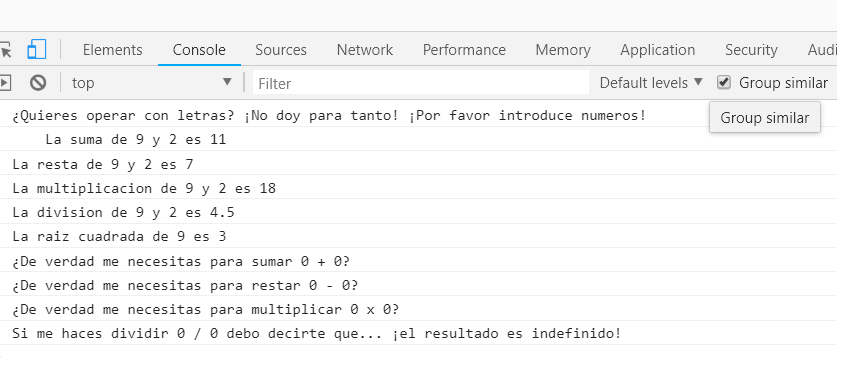 Elements Console Sources Network Performance Memory Application Security Audi
top Filter Default levels Group similar
Group similar
¿Quieres operar con letras? ¡No doy para tanto! ¡Por favor introduce numeros!
La suma de 9 y 2 es 11
La resta de 9 y 2 es 7
La multiplicacion de 9 y 2 es 18
La division de 9 y 2 es 4.5
La raiz cuadrada de 9 es 3
¿De verdad me necesitas para sumar 0 + 0?
¿De verdad me necesitas para restar 0 - 0?
¿De verdad me necesitas para multiplicar 0 x 0?
Si me haces dividir 0 / 0 debo decirte que... ¡el resultado es indefinido!